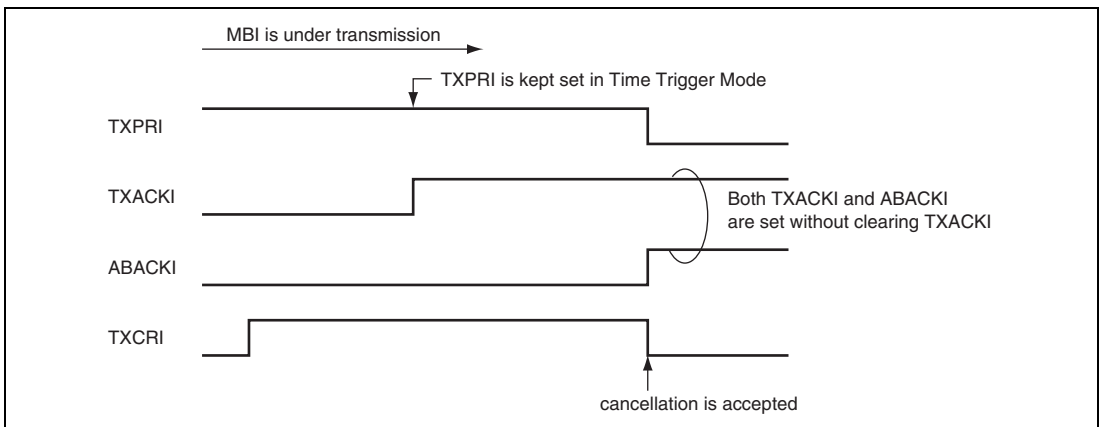 MBI is under transmission
TXPRI is kept set in Time Trigger Mode
TXPRI
TXACKI
Both TXACKI and ABACKI
are set without clearing TXACKI
ABACKI
TXCRI
cancellation is accepted